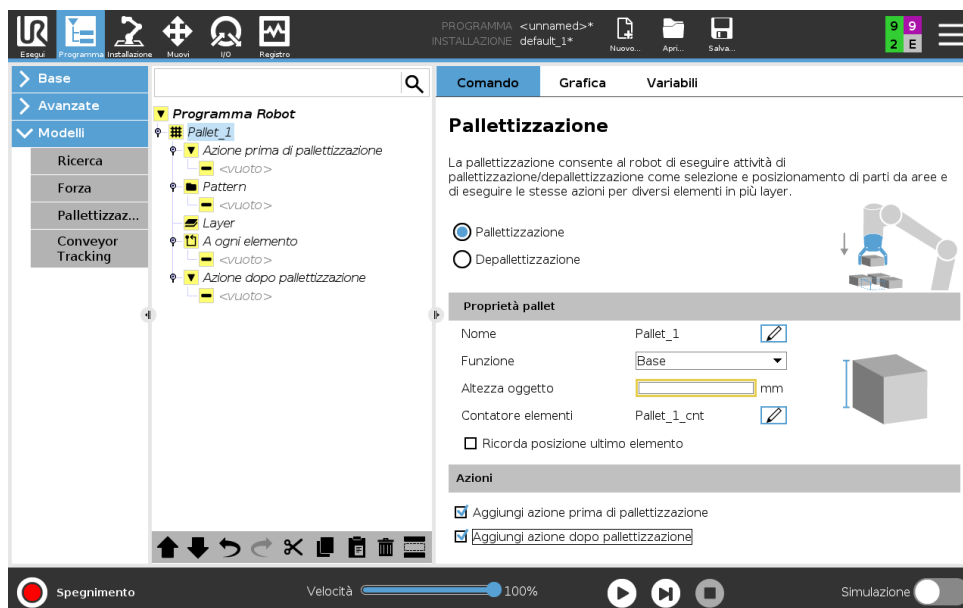 PROGRAMMA <unnamed>*
INSTALLAZIONE default_1*
Esegui Programma Installazione Muovi I/O Registro Nuovo... Apri... Salva...
9 9
2 E
Base
Avanzate
Modelli
Ricerca
Forza
Pallettizzaz...
Conveyor
Tracking
Programma Robot
Pallet_1
Azione prima di pallettizzazione
<vuoto>
Pattern
<vuoto>
Layer
A ogni elemento
<vuoto>
Azione dopo pallettizzazione
<vuoto>
Comando Grafica Variabili
Pallettizzazione
La pallettizzazione consente al robot di eseguire attività di
pallettizzazione/depallettizzazione come selezione e posizionamento di parti da aree e
di eseguire le stesse azioni per diversi elementi in più layer.
Pallettizzazione
Depallettizzazione
Proprietà pallet
Nome Pallet_1
Funzione Base
Altezza oggetto mm
Contatore elementi Pallet_1_cnt
Ricorda posizione ultimo elemento
Azioni
Aggiungi azione prima di pallettizzazione
Aggiungi azione dopo pallettizzazione
Spegnimento Velocità 100% Simulazione